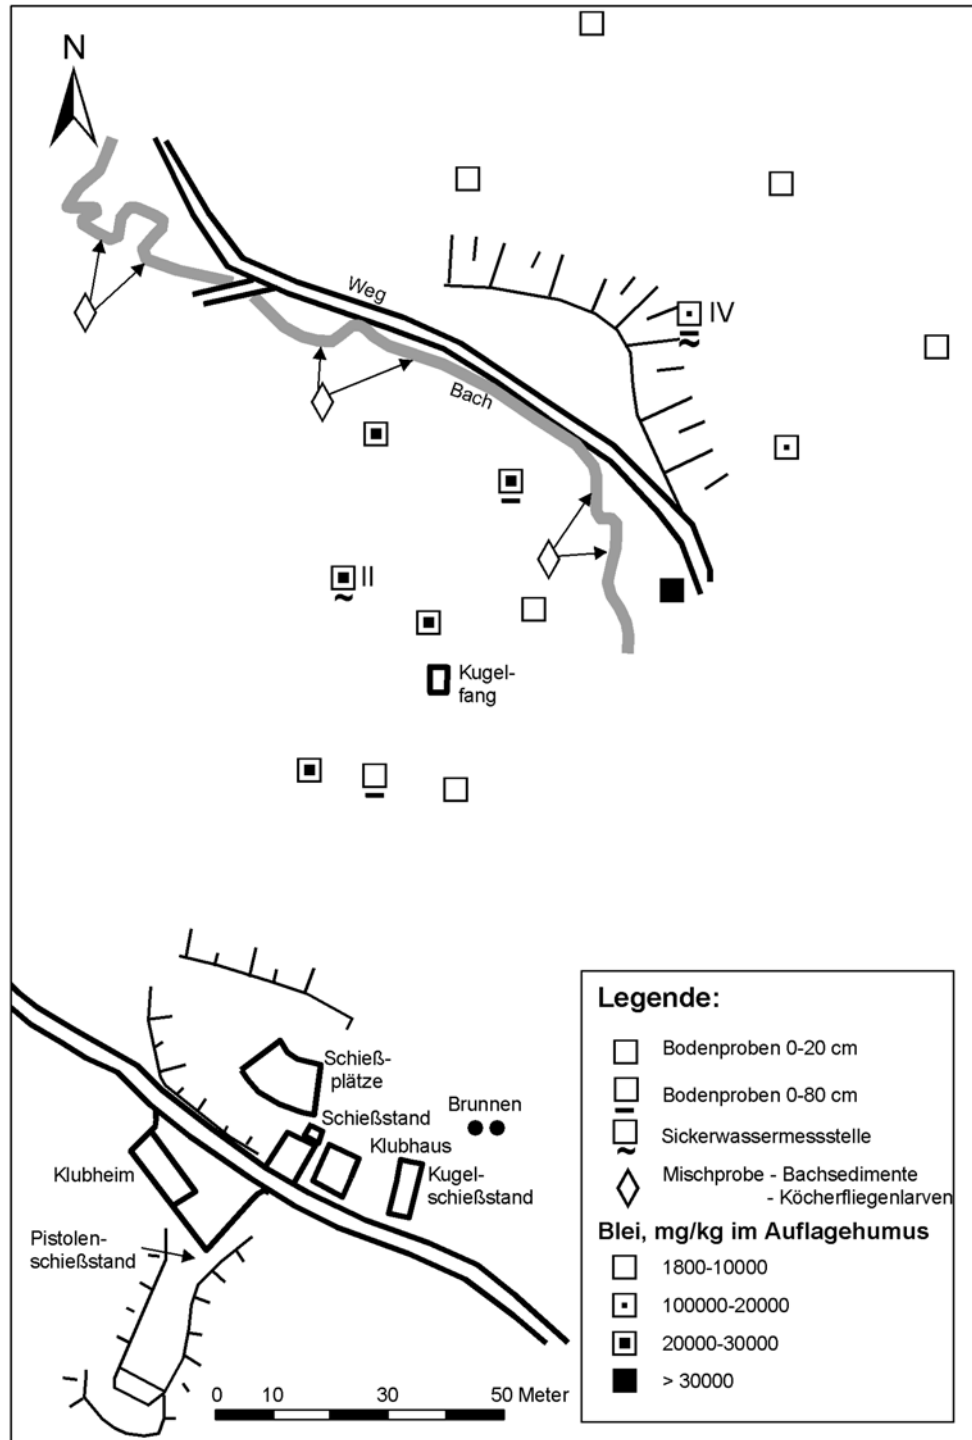 N
Weg
IV
Bach
II
Kugel-
fang
Schieß-
plätze
Schießstand
Brunnen
Klubhaus
Klubheim
Kugel-
schießstand
Pistolen-
schießstand
0 10 30 50 Meter
Legende:
Bodenproben 0-20 cm
Bodenproben 0-80 cm
Sickerwassermessstelle
Mischprobe - Bachsedimente
- Köcherfliegenlarven
Blei, mg/kg im Auflagehumus
1800-10000
100000-20000
20000-30000
> 30000